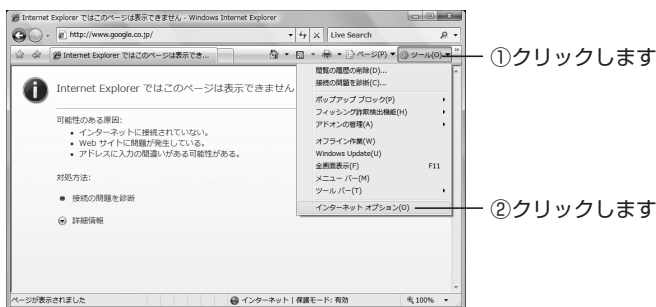 Internet Explorer ではこのページは表示できません - Windows Internet Explorer
http://www.google.co.jp/
Live Search
Internet Explorer ではこのページは表示できませ...
ページ(P)
ツール(O)
①クリックします
Internet Explorer ではこのページは表示できません
可能性のある原因:
• インターネットに接続されていない。
• Web サイトに問題が発生している。
• アドレスに入力の間違いがある可能性がある。
対処方法:
接続の問題を診断
詳細情報
閲覧の履歴の削除(D)...
接続の問題を診断(C)...
ポップアップ ブロック(P)
フィッシング詐欺検出機能(H)
アドオンの管理(A)
オフライン作業(W)
Windows Update(U)
全画面表示(F) F11
メニュー バー(M)
ツール バー(T)
インターネット オプション(O)
②クリックします
ページが表示されました
インターネット | 保護モード: 有効
100%